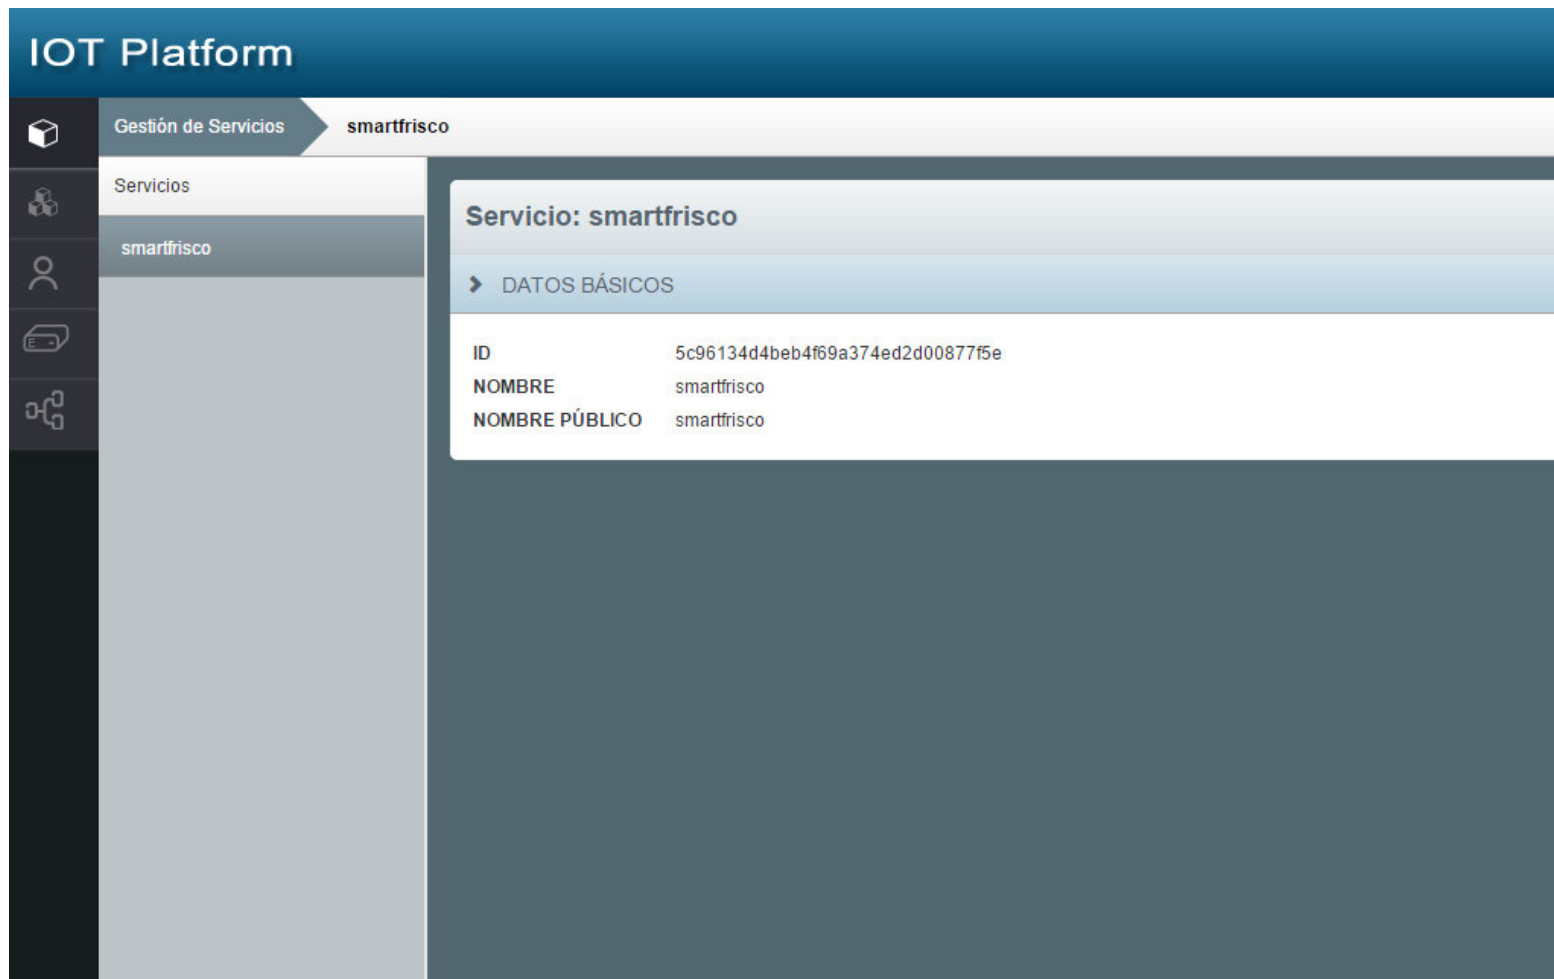 IOT Platform
Gestión de Servicios smartfrisco
Servicios
smartfrisco
Servicio: smartfrisco
DATOS BÁSICOS
ID 5c96134d4beb4f69a374ed2d00877f5e
NOMBRE smartfrisco
NOMBRE PÚBLICO smartfrisco
E -